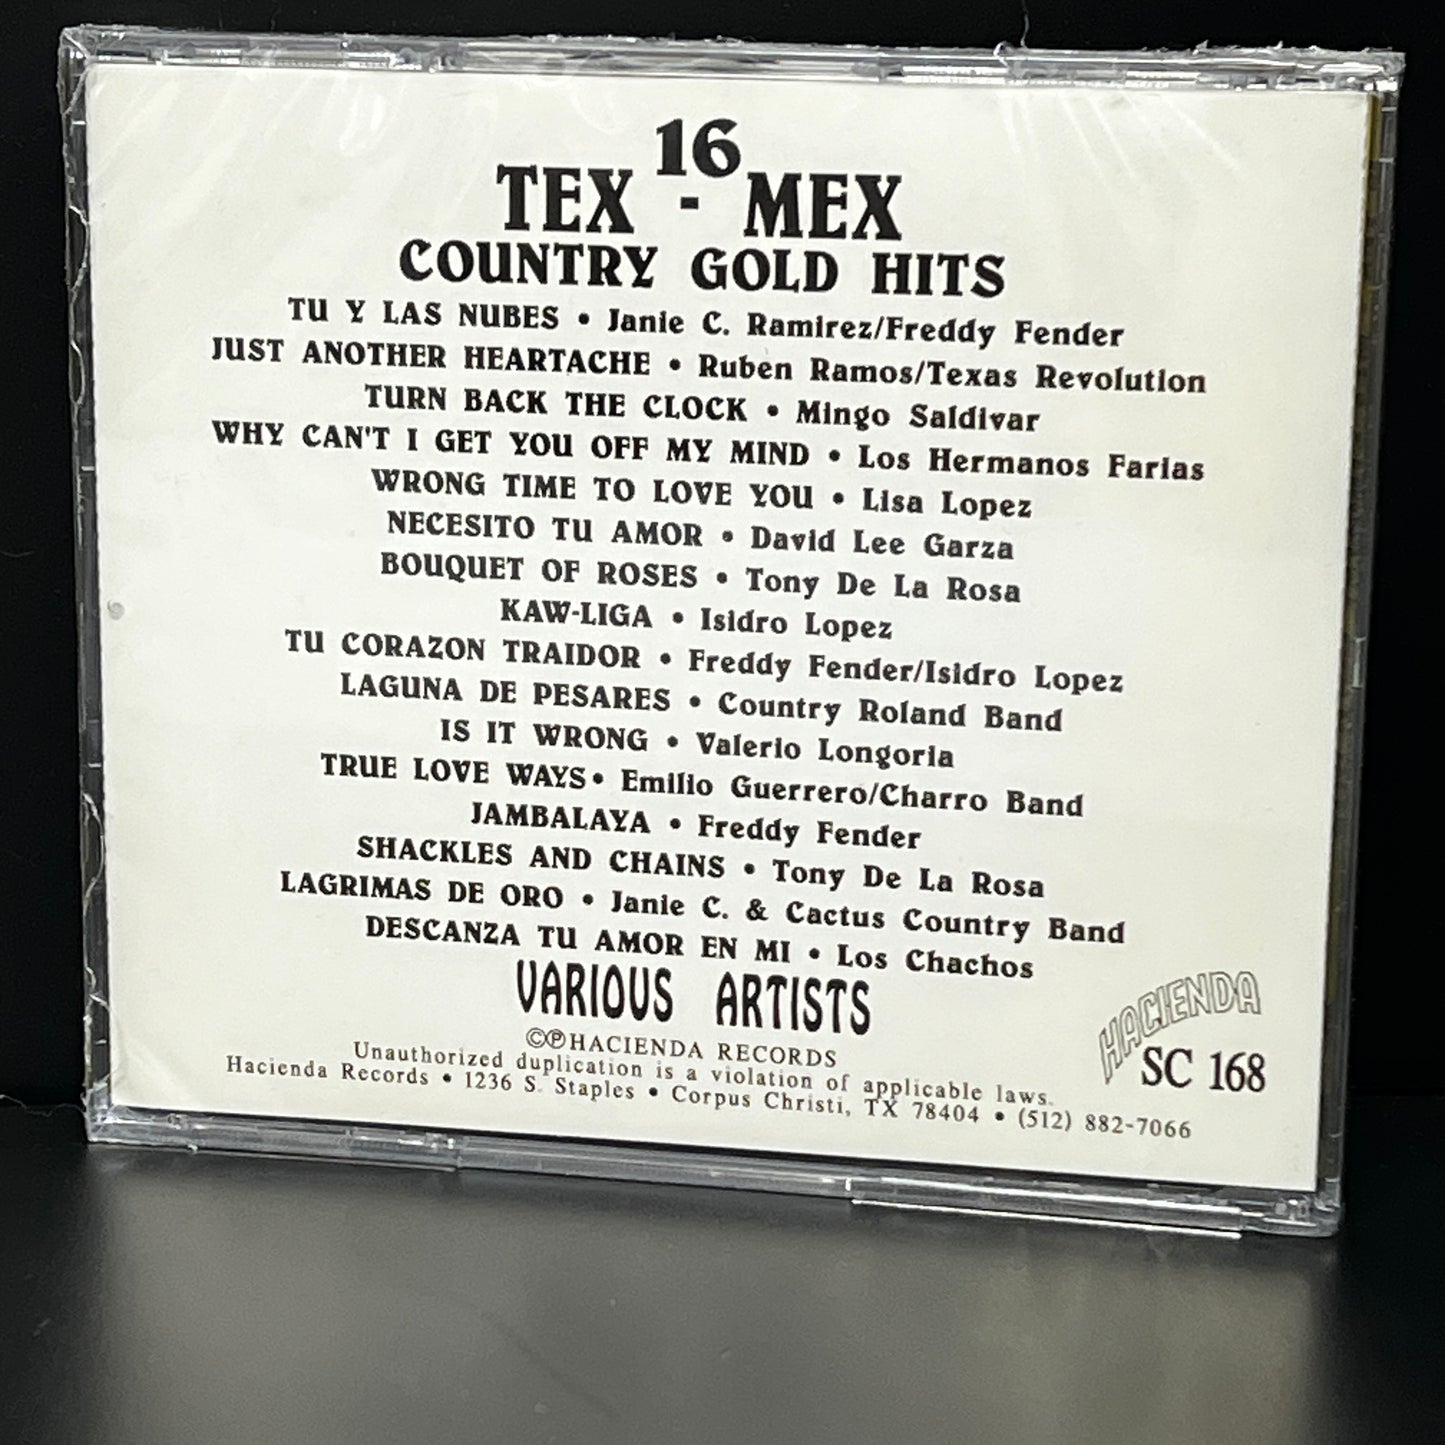 16
TEX - MEX
COUNTRY GOLD HITS
TU Y LAS NUBES • Janie C. Ramirez/Freddy Fender
JUST ANOTHER HEARTACHE • Ruben Ramos/Texas Revolution
TURN BACK THE CLOCK • Mingo Saldivar
WHY CAN'T I GET YOU OFF MY MIND • Los Hermanos Farias
WRONG TIME TO LOVE YOU • Lisa Lopez
NECESITO TU AMOR • David Lee Garza
BOUQUET OF ROSES • Tony De La Rosa
KAW-LIGA • Isidro Lopez
TU CORAZON TRAIDOR • Freddy Fender/Isidro Lopez
LAGUNA DE PESARES • Country Roland Band
IS IT WRONG • Valerio Longoria
TRUE LOVE WAYS• Emilio Guerrero/Charro Band
JAMBALAYA • Freddy Fender
SHACKLES AND CHAINS • Tony De La Rosa
LAGRIMAS DE ORO • Janie C. & Cactus Country Band
DESCANZA TU AMOR EN MI • Los Chachos
VARIOUS ARTISTS
©℗HACIENDA RECORDS
Unauthorized duplication is a violation of applicable laws.
Hacienda Records • 1236 S. Staples • Corpus Christi, TX 78404 • (512) 882-7066
HACIENDA
SC 168